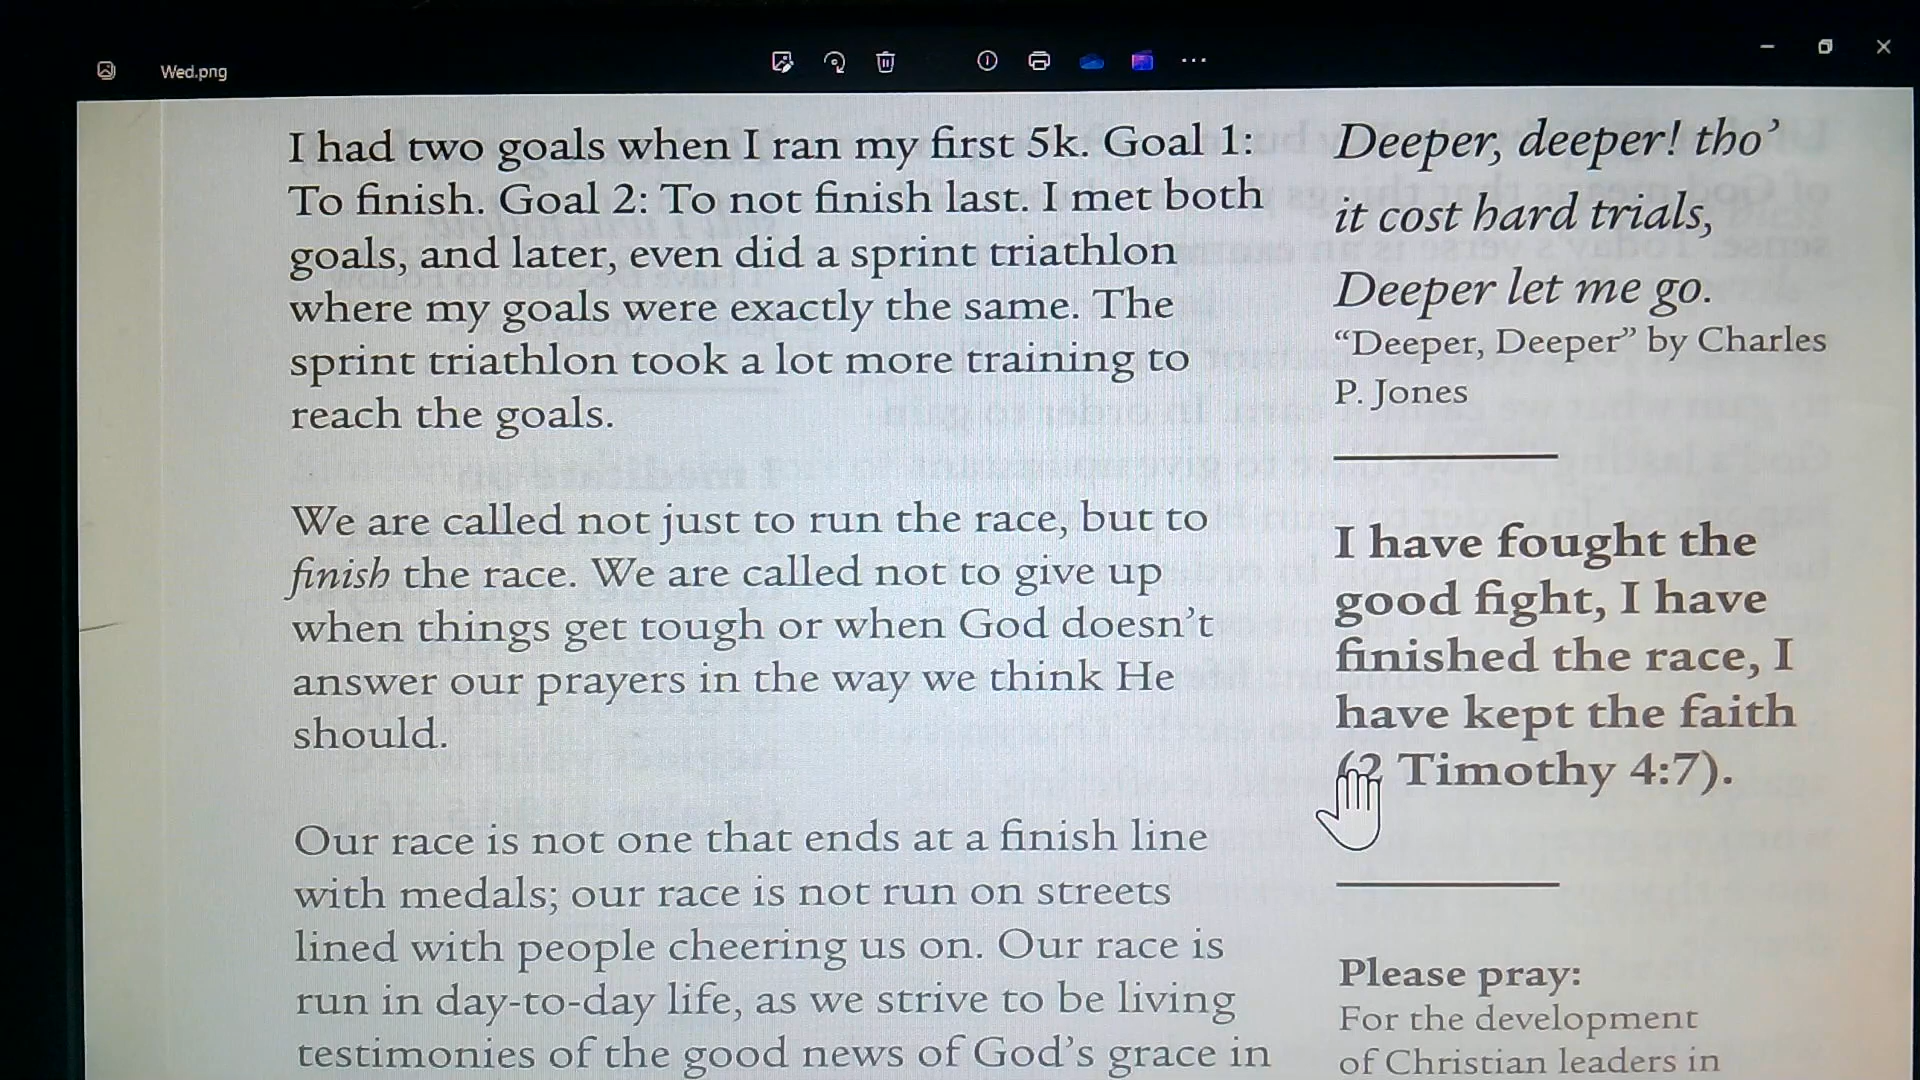 Wed.png
I had two goals when I ran my first 5k. Goal 1:
To finish. Goal 2: To not finish last. I met both
goals, and later, even did a sprint triathlon
where my goals were exactly the same. The
sprint triathlon took a lot more training to
reach the goals.
We are called not just to run the race, but to
finish the race. We are called not to give up
when things get tough or when God doesn’t
answer our prayers in the way we think He
should.
Our race is not one that ends at a finish line
with medals; our race is not run on streets
lined with people cheering us on. Our race is
run in day-to-day life, as we strive to be living
testimonies of the good news of God’s grace in
Deeper, deeper! tho’
it cost hard trials,
Deeper let me go.
“Deeper, Deeper” by Charles
P. Jones
I have fought the
good fight, I have
finished the race, I
have kept the faith
(2 Timothy 4:7).
Please pray:
For the development
of Christian leaders in